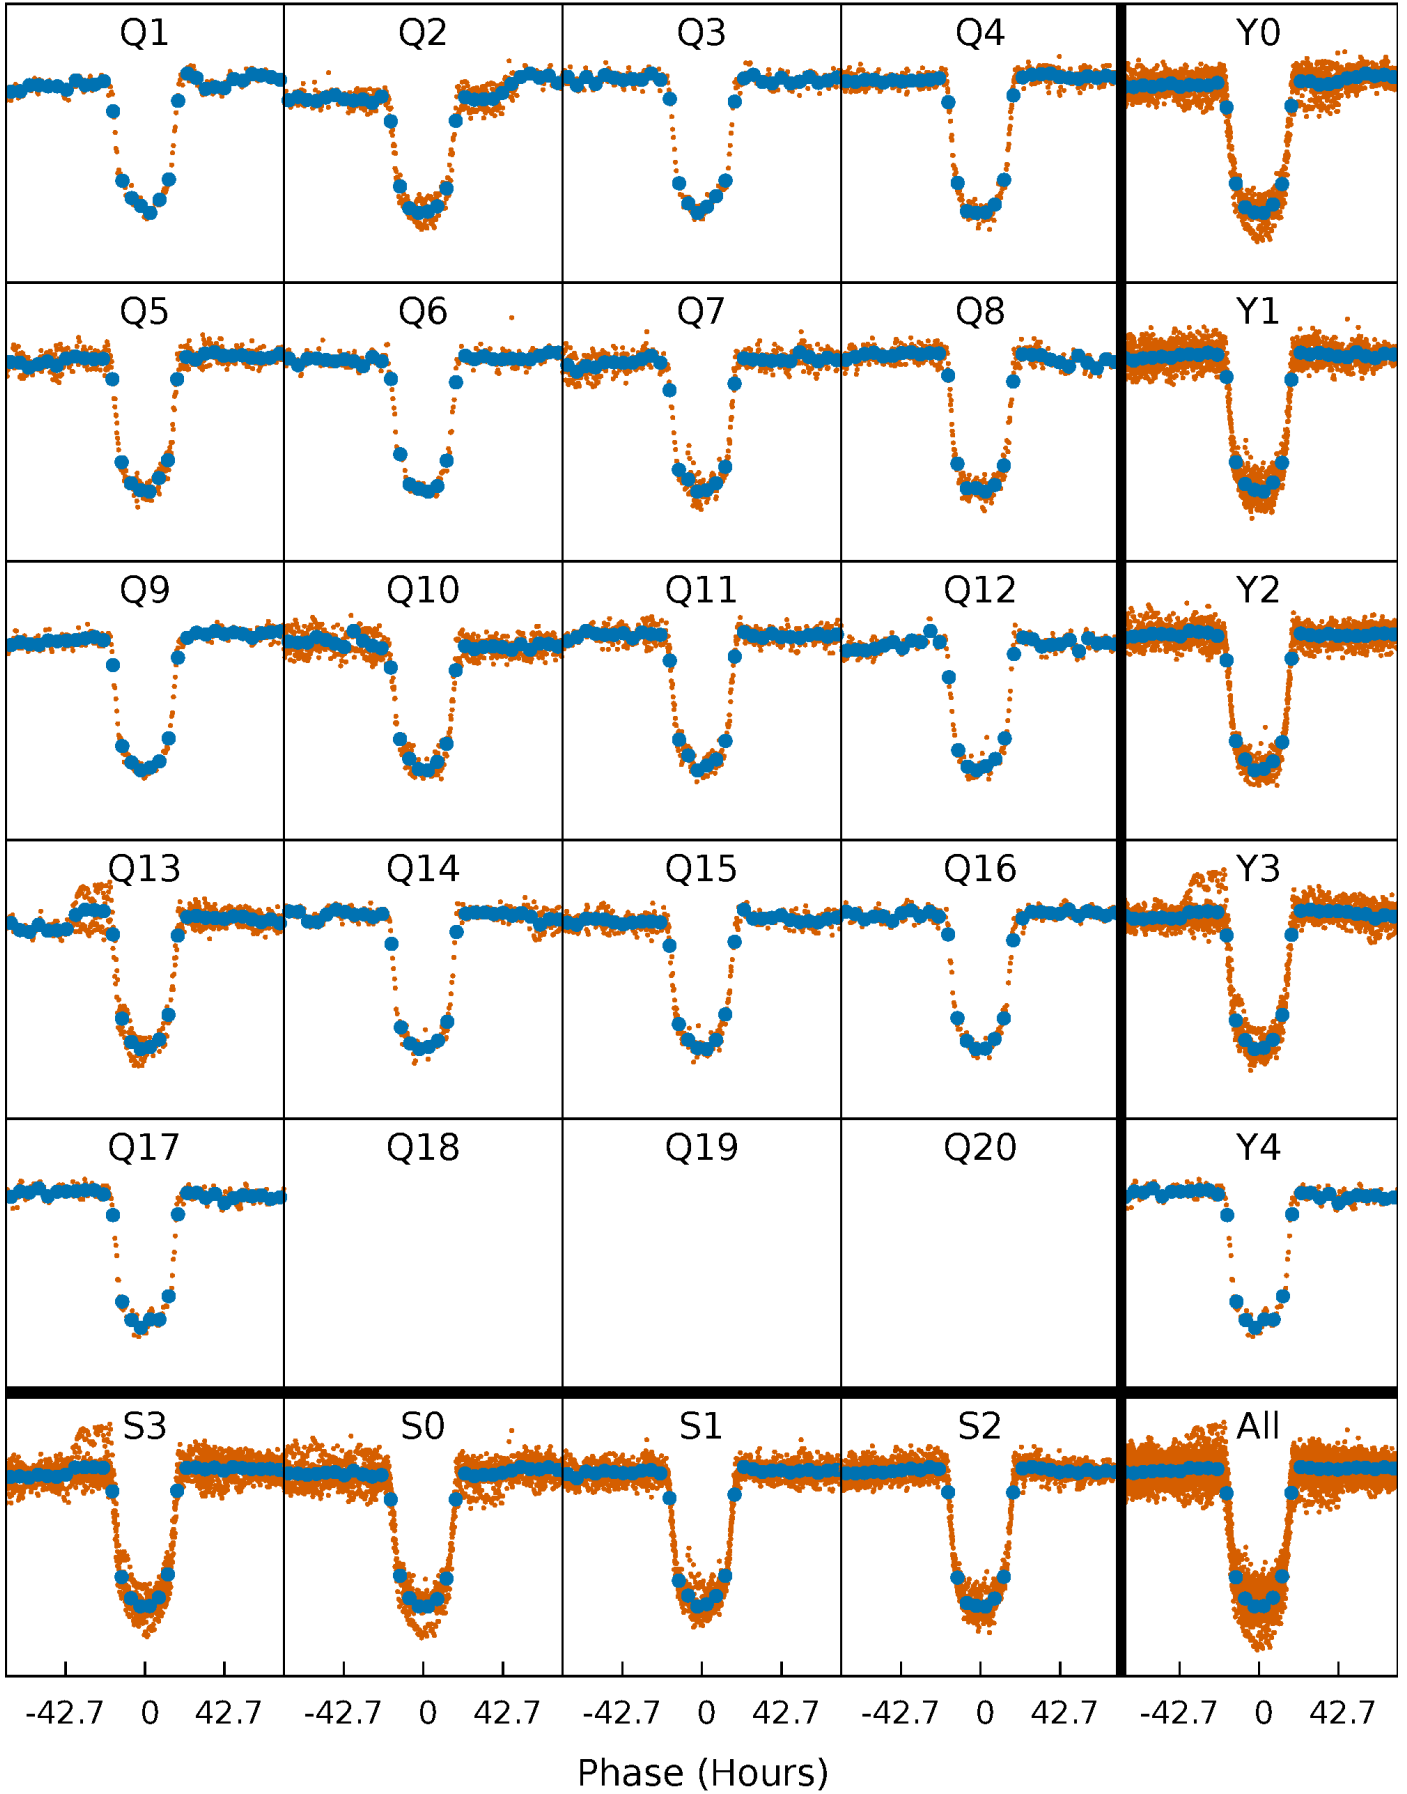 Q1 Q2 Q3 Q4 Y0
Q5 Q6 Q7 Q8 Y1
Q9 Q10 Q11 Q12 Y2
Q13 Q14 Q15 Q16 Y3
Q17 Q18 Q19 Q20 Y4
S3 S0 S1 S2 All
-42.7 0 42.7 -42.7 0 42.7 -42.7 0 42.7 -42.7 0 42.7 -42.7 0 42.7
Phase (Hours)